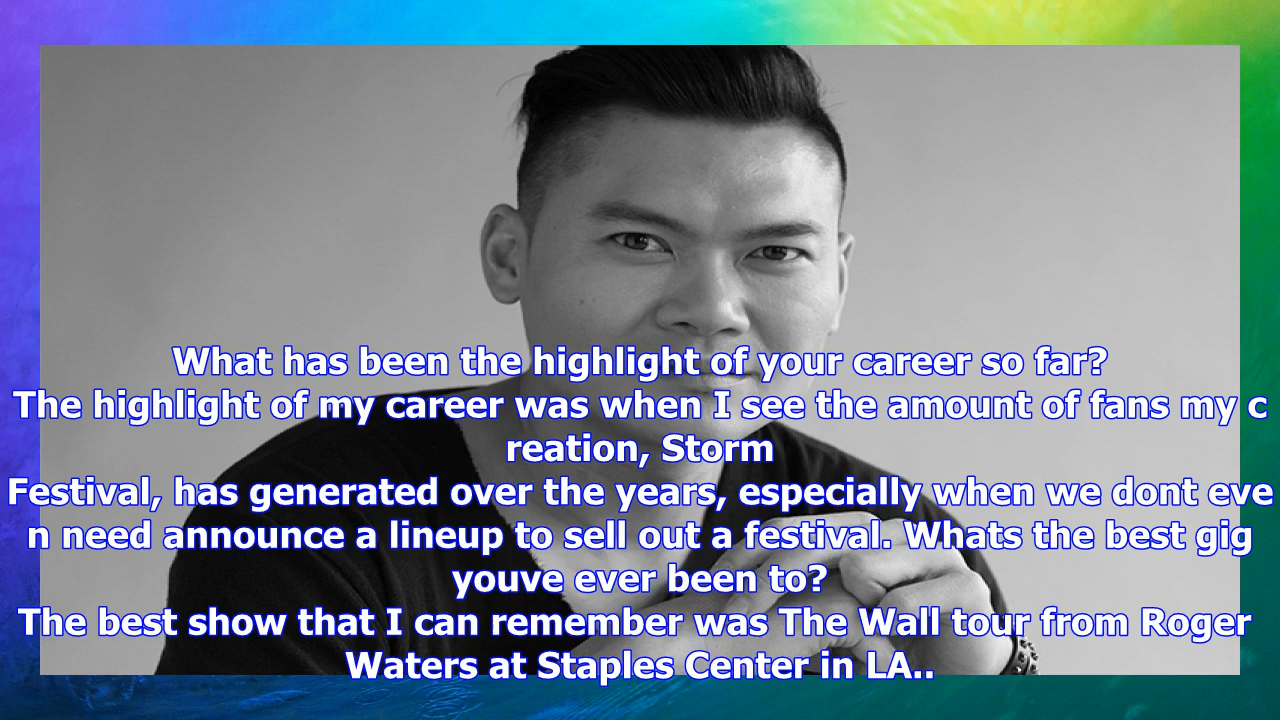 What has been the highlight of your career so far?
The highlight of my career was when I see the amount of fans my c
reation, Storm
Festival, has generated over the years, especially when we dont eve
n need announce a lineup to sell out a festival. Whats the best gig
youve ever been to?
The best show that I can remember was The Wall tour from Roger
Waters at Staples Center in LA..